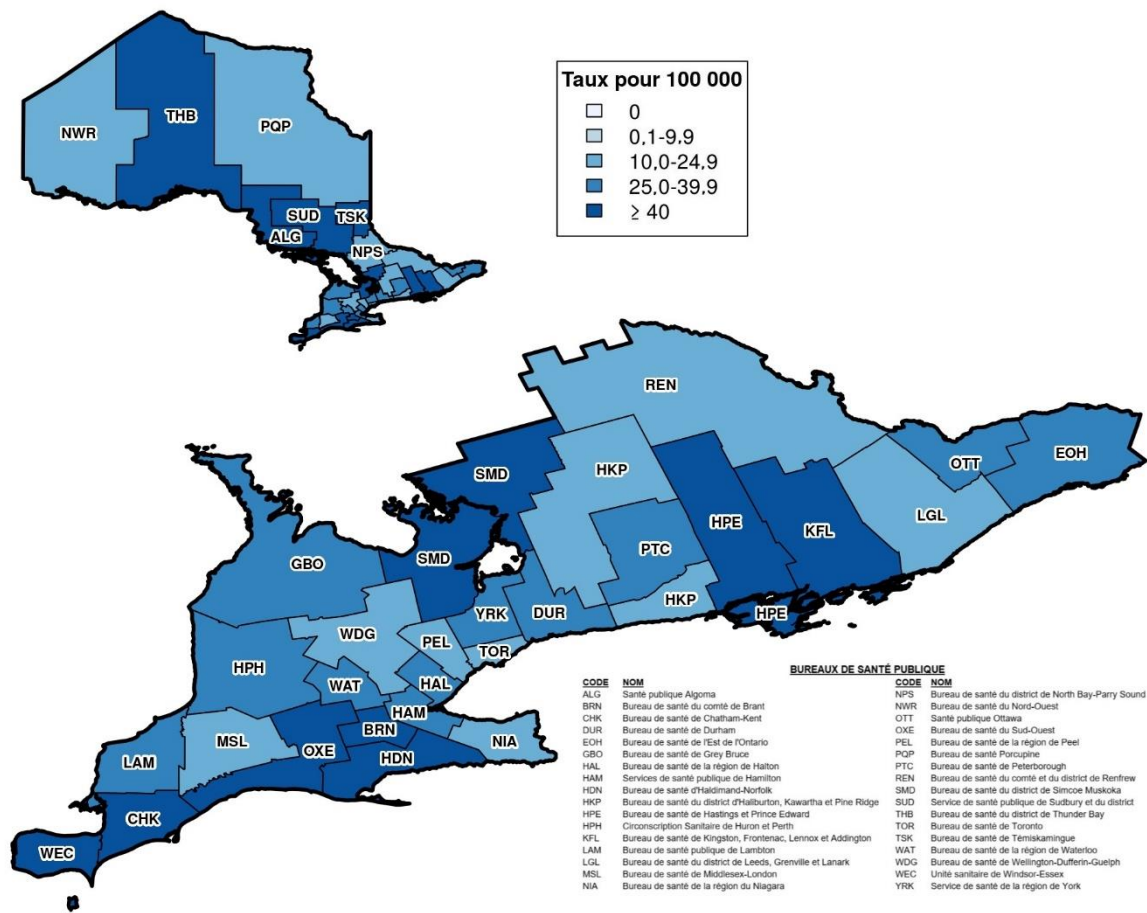 Taux pour 100 000
0
0,1-9,9
10,0-24,9
25,0-39,9
≥ 40
NWR
THB
PQP
SUD
TSK
ALG
NPS
REN
SMD
HKP
OTT
EOH
HPE
LGL
KFL
SMD
PTC
GBO
YRK
DUR
HKP
HPE
WDG
PEL
TOR
HPH
WAT
HAL
HAM
BRN
NIA
MSL
OXE
HDN
LAM
CHK
WEC
BUREAUX DE SANTÉ PUBLIQUE
CODE NOM
ALG Santé publique Algoma
BRN Bureau de santé du comté de Brant
CHK Bureau de santé de Chatham-Kent
DUR Bureau de santé de Durham
EOH Bureau de santé de l'Est de l'Ontario
GBO Bureau de santé de Grey Bruce
HAL Bureau de santé de la région de Halton
HAM Services de santé publique de Hamilton
HDN Bureau de santé d'Haldimand-Norfolk
HKP Bureau de santé du district d'Haliburton, Kawartha et Pine Ridge
HPE Bureau de santé de Hastings et Prince Edward
HPH Circonscription Sanitaire de Huron et Perth
KFL Bureau de santé de Kingston, Frontenac, Lennox et Addington
LAM Bureau de santé publique de Lambton
LGL Bureau de santé du district de Leeds, Grenville et Lanark
MSL Bureau de santé de Middlesex-London
NIA Bureau de santé de la région du Niagara
CODE NOM
NPS Bureau de santé du district de North Bay-Parry Sound
NWR Bureau de santé du Nord-Ouest
OTT Santé publique Ottawa
OXE Bureau de santé du Sud-Ouest
PEL Bureau de santé de la région de Peel
PQP Bureau de santé Porcupine
PTC Bureau de santé de Peterborough
REN Bureau de santé du comté et du district de Renfrew
SMD Bureau de santé du district de Simcoe Muskoka
SUD Service de santé publique de Sudbury et du district
THB Bureau de santé du district de Thunder Bay
TOR Bureau de santé de Toronto
TSK Bureau de santé de Témiskamingue
WAT Bureau de santé de la région de Waterloo
WDG Bureau de santé de Wellington-Dufferin-Guelph
WEC Unité sanitaire de Windsor-Essex
YRK Service de santé de la région de York